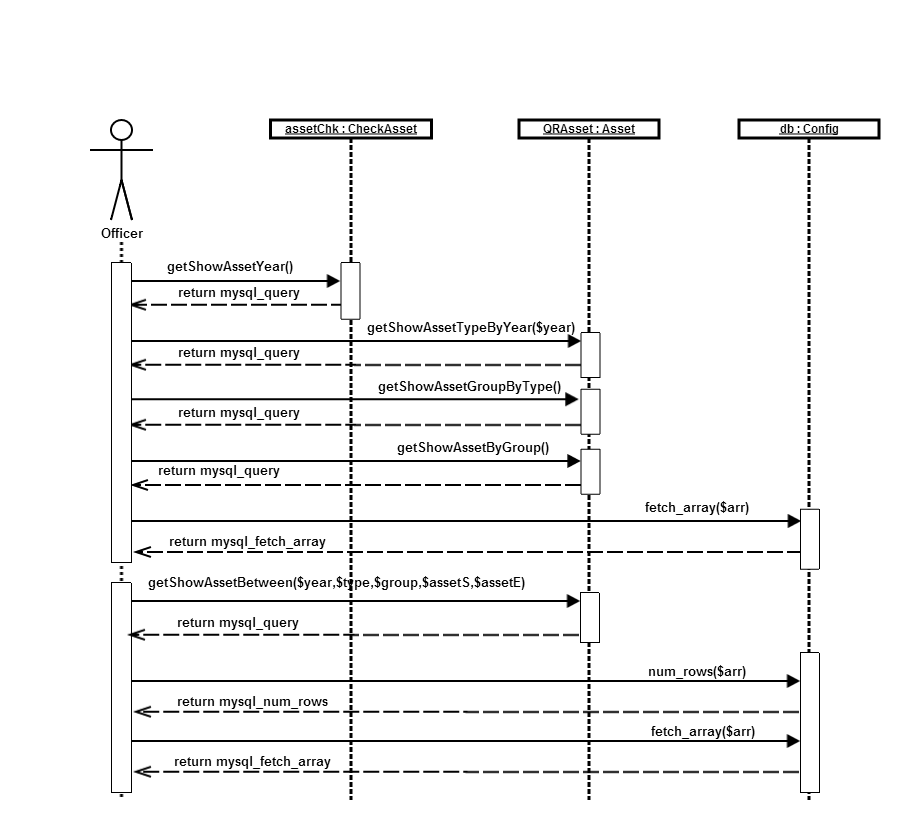 assetChk : CheckAsset
QRAsset : Asset
db : Config
Officer
getShowAssetYear()
return mysql_query
getShowAssetTypeByYear($year)
return mysql_query
getShowAssetGroupByType()
return mysql_query
getShowAssetByGroup()
return mysql_query
fetch_array($arr)
return mysql_fetch_array
getShowAssetBetween($year,$type,$group,$assetS,$assetE)
return mysql_query
num_rows($arr)
return mysql_num_rows
fetch_array($arr)
return mysql_fetch_array